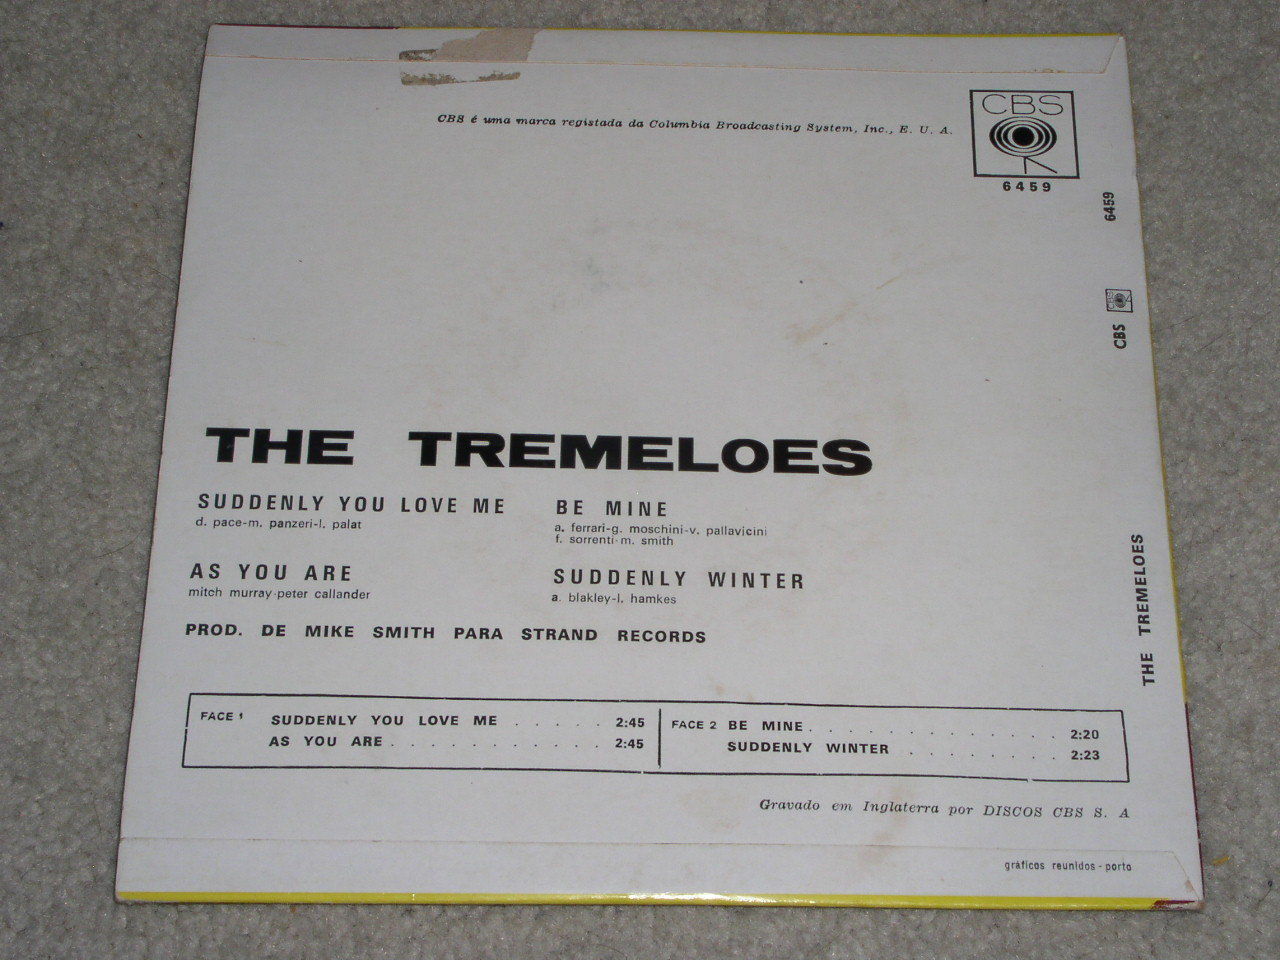 CBS é uma marca registada da Columbia Broadcasting System, Inc., E. U. A.
CBS
6459
6459
CBS
THE TREMELOES
THE TREMELOES
SUDDENLY YOU LOVE ME
d. pace-m. panzeri-l. palat
BE MINE
a. ferrari-g. moschini-v. pallavicini
f. sorrenti-m. smith
AS YOU ARE
mitch murray-peter callander
SUDDENLY WINTER
a. blakley-l. hamkes
PROD. DE MIKE SMITH PARA STRAND RECORDS
FACE 1 SUDDENLY YOU LOVE ME . . . . . 2:45
AS YOU ARE . . . . . . . . . . . 2:45
FACE 2 BE MINE . . . . . . . . . . . . . . 2:20
SUDDENLY WINTER . . . . . . . . 2:23
Gravado em Inglaterra por DISCOS CBS S. A
gráficos reunidos - porto